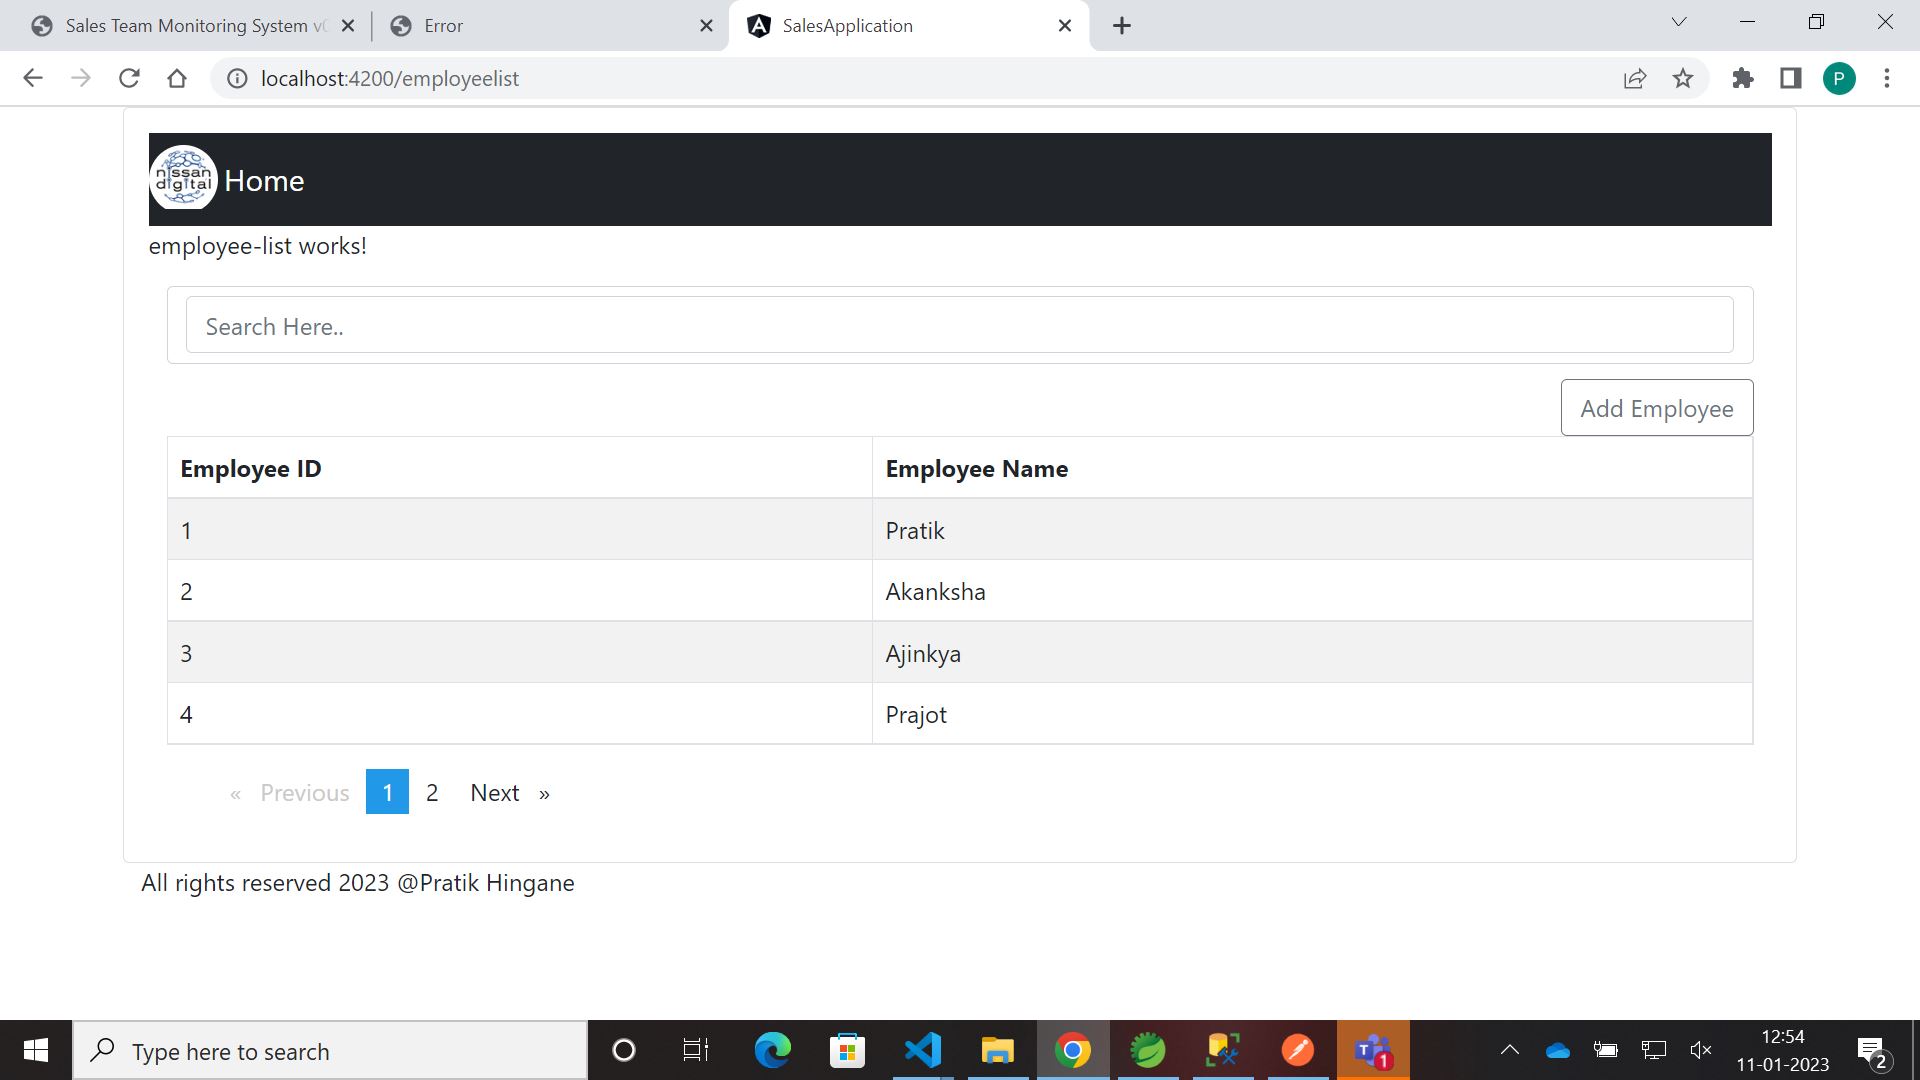 Sales Team Monitoring System v
Error
SalesApplication
localhost:4200/employeelist
P
nissan
digital
Home
employee-list works!
Search Here..
Add Employee
Employee ID Employee Name
1 Pratik
2 Akanksha
3 Ajinkya
4 Prajot
« Previous 1 2 Next »
All rights reserved 2023 @Pratik Hingane
Type here to search
T 1
12:54
11-01-2023
2